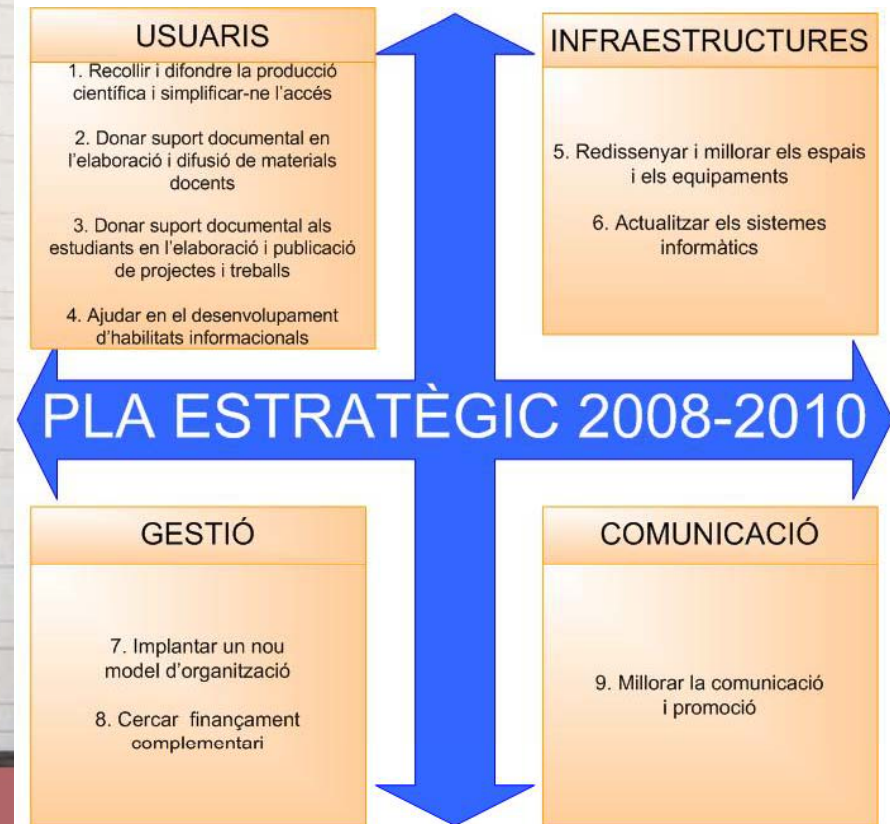 USUARIS
1. Recollir i difondre la producció
científica i simplificar-ne l'accés
2. Donar suport documental en
l'elaboració i difusió de materials
docents
3. Donar suport documental als
estudiants en l'elaboració i publicació
de projectes i treballs
4. Ajudar en el desenvolupament
d'habilitats informacionals
INFRAESTRUCTURES
5. Redissenyar i millorar els espais
i els equipaments
6. Actualitzar els sistemes
informàtics
PLA ESTRATÈGIC 2008-2010
GESTIÓ
7. Implantar un nou
model d'organització
8. Cercar finançament
complementari
COMUNICACIÓ
9. Millorar la comunicació
i promoció